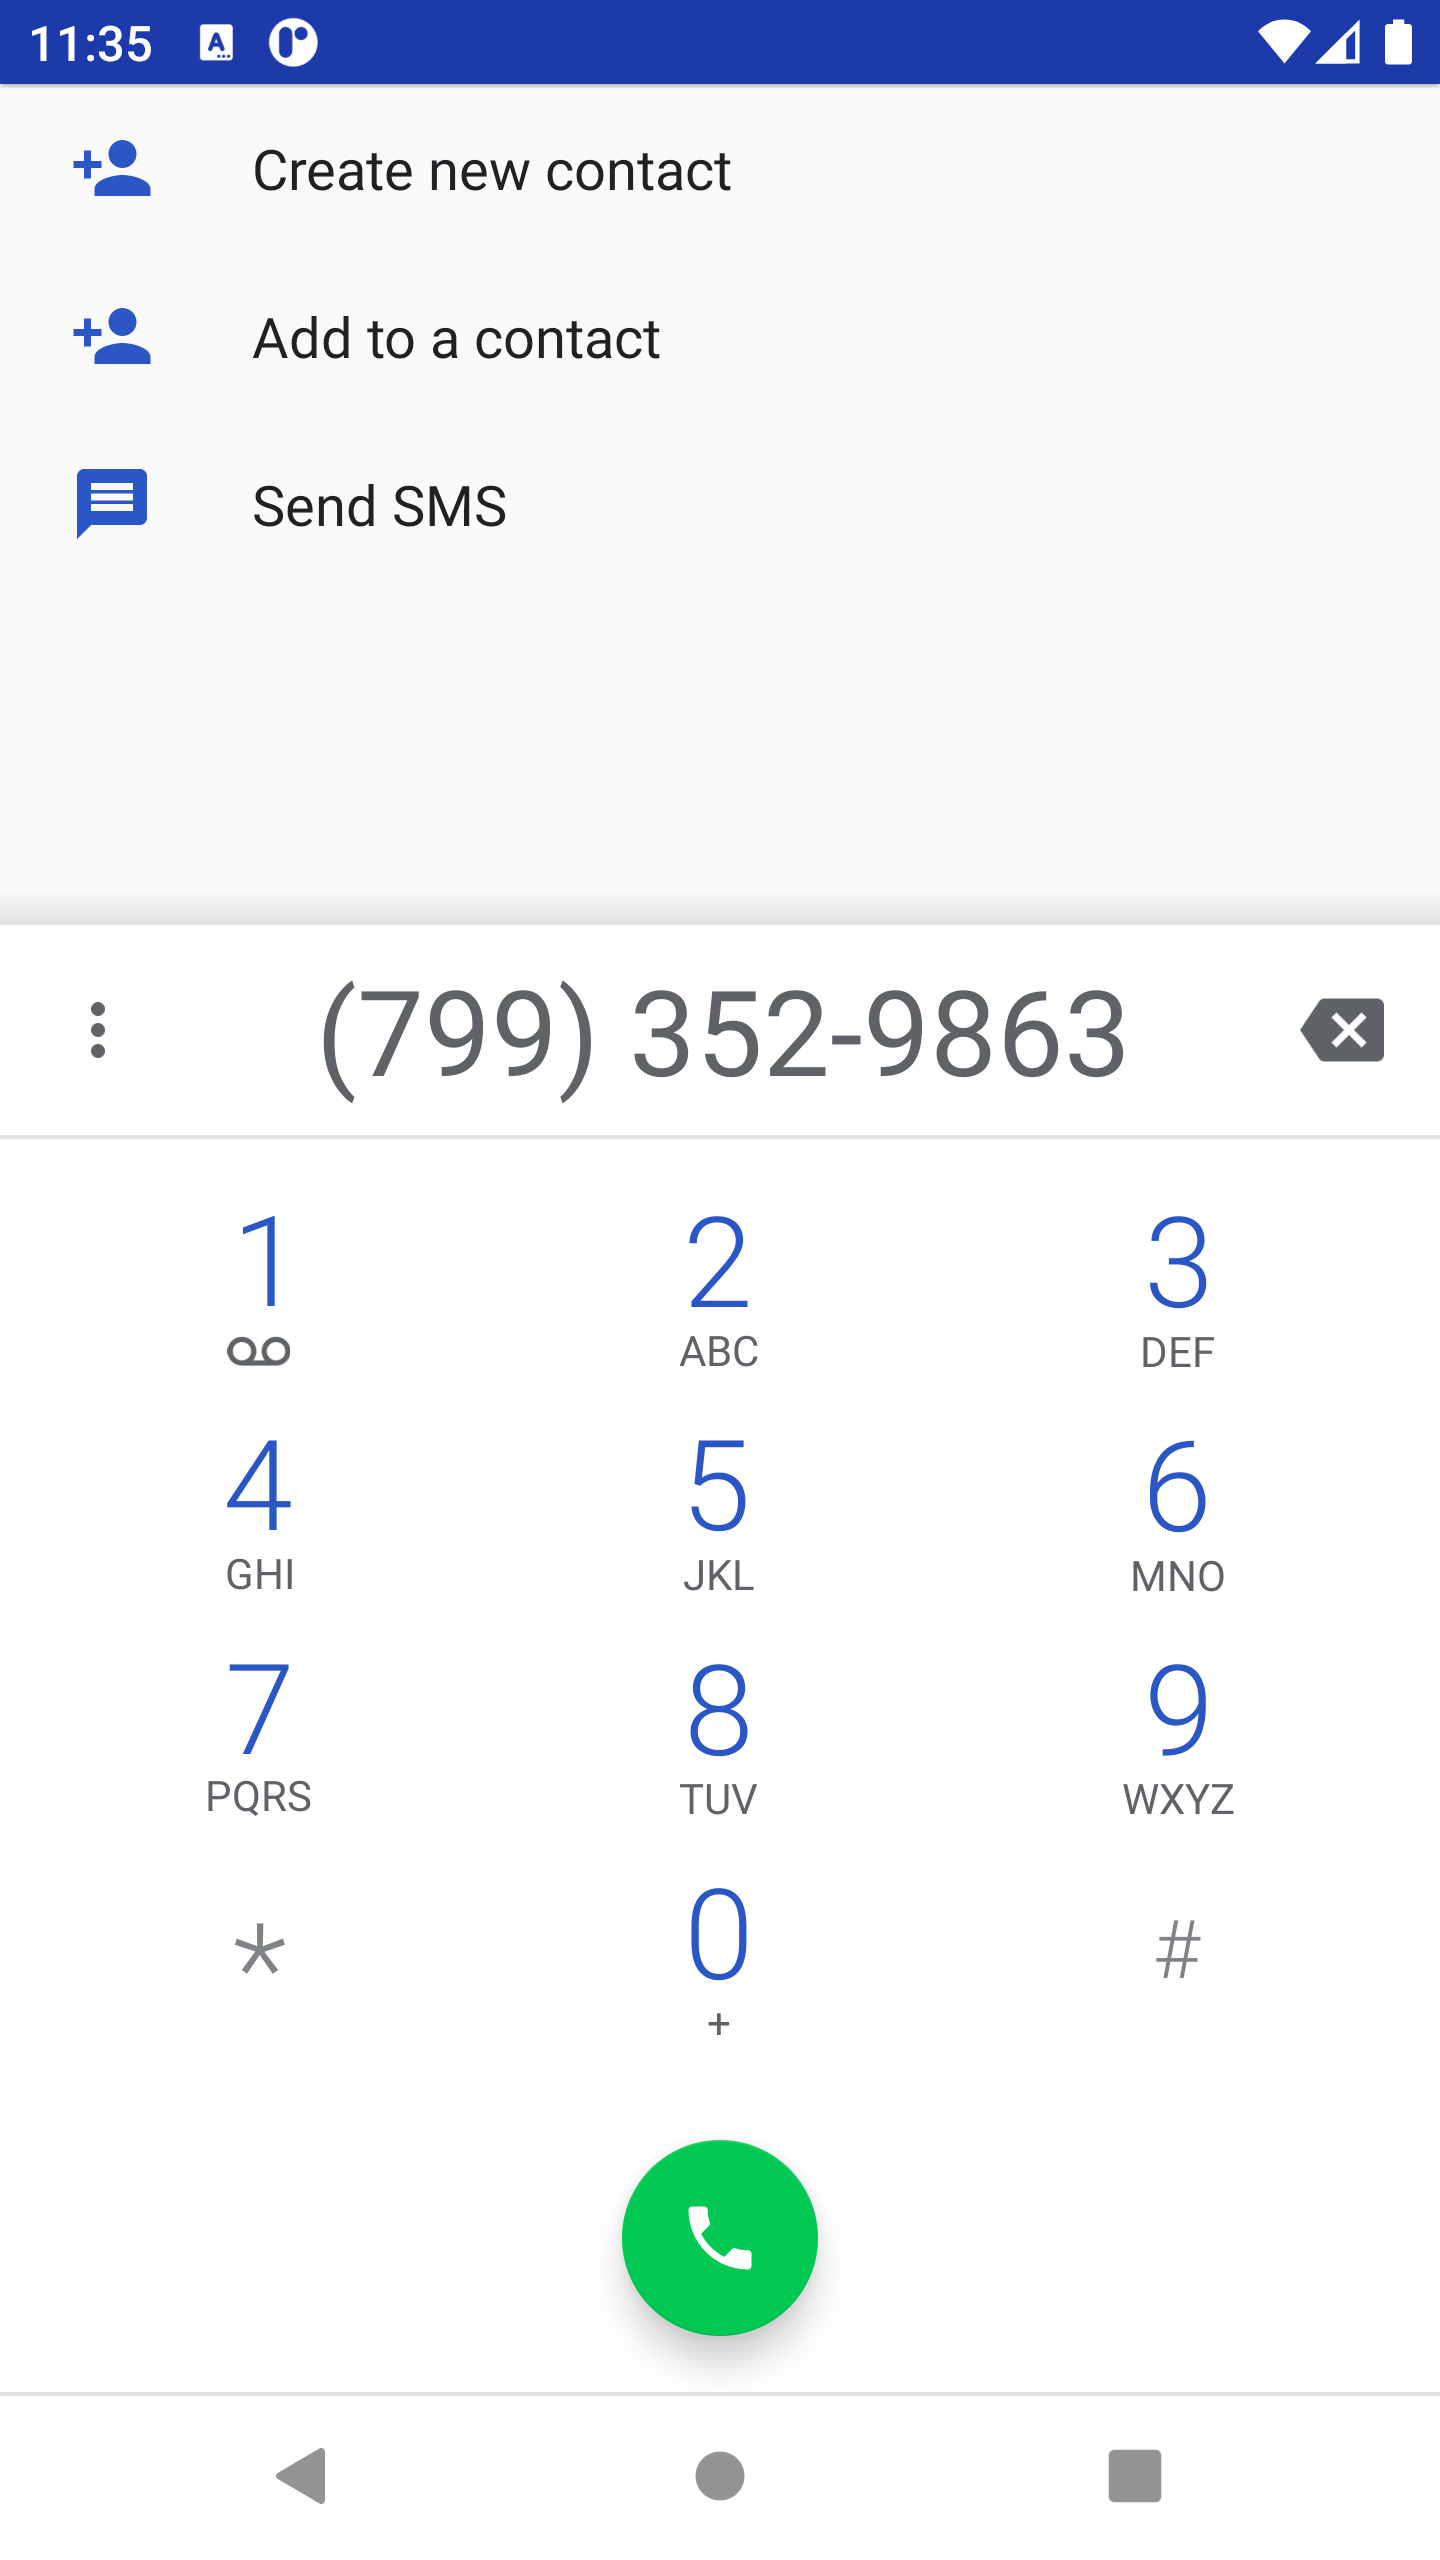 11:35
Create new contact
Add to a contact
Send SMS
(799) 352-9863
1 2 3
ABC DEF
4 5 6
GHI JKL MNO
7 8 9
PQRS TUV WXYZ
* 0 #
+